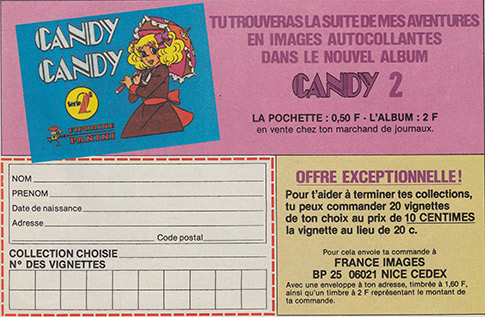 CANDY
CANDY
Série 2
FIGURINE
PANINI
TU TROUVERAS LA SUITE DE MES AVENTURES
EN IMAGES AUTOCOLLANTES
DANS LE NOUVEL ALBUM
CANDY 2
LA POCHETTE : 0,50 F - L'ALBUM : 2 F
en vente chez ton marchand de journaux.
NOM
PRENOM
Date de naissance
Adresse
Code postal
COLLECTION CHOISIE
N° DES VIGNETTES
OFFRE EXCEPTIONNELLE!
Pour t'aider à terminer tes collections,
tu peux commander 20 vignettes
de ton choix au prix de 10 CENTIMES
la vignette au lieu de 20 c.
Pour cela envoie ta commande à
FRANCE IMAGES
BP 25 06021 NICE CEDEX
Avec une enveloppe à ton adresse, timbrée à 1,60 F,
ainsi qu'un timbre à 2 F représentant le montant de
ta commande.